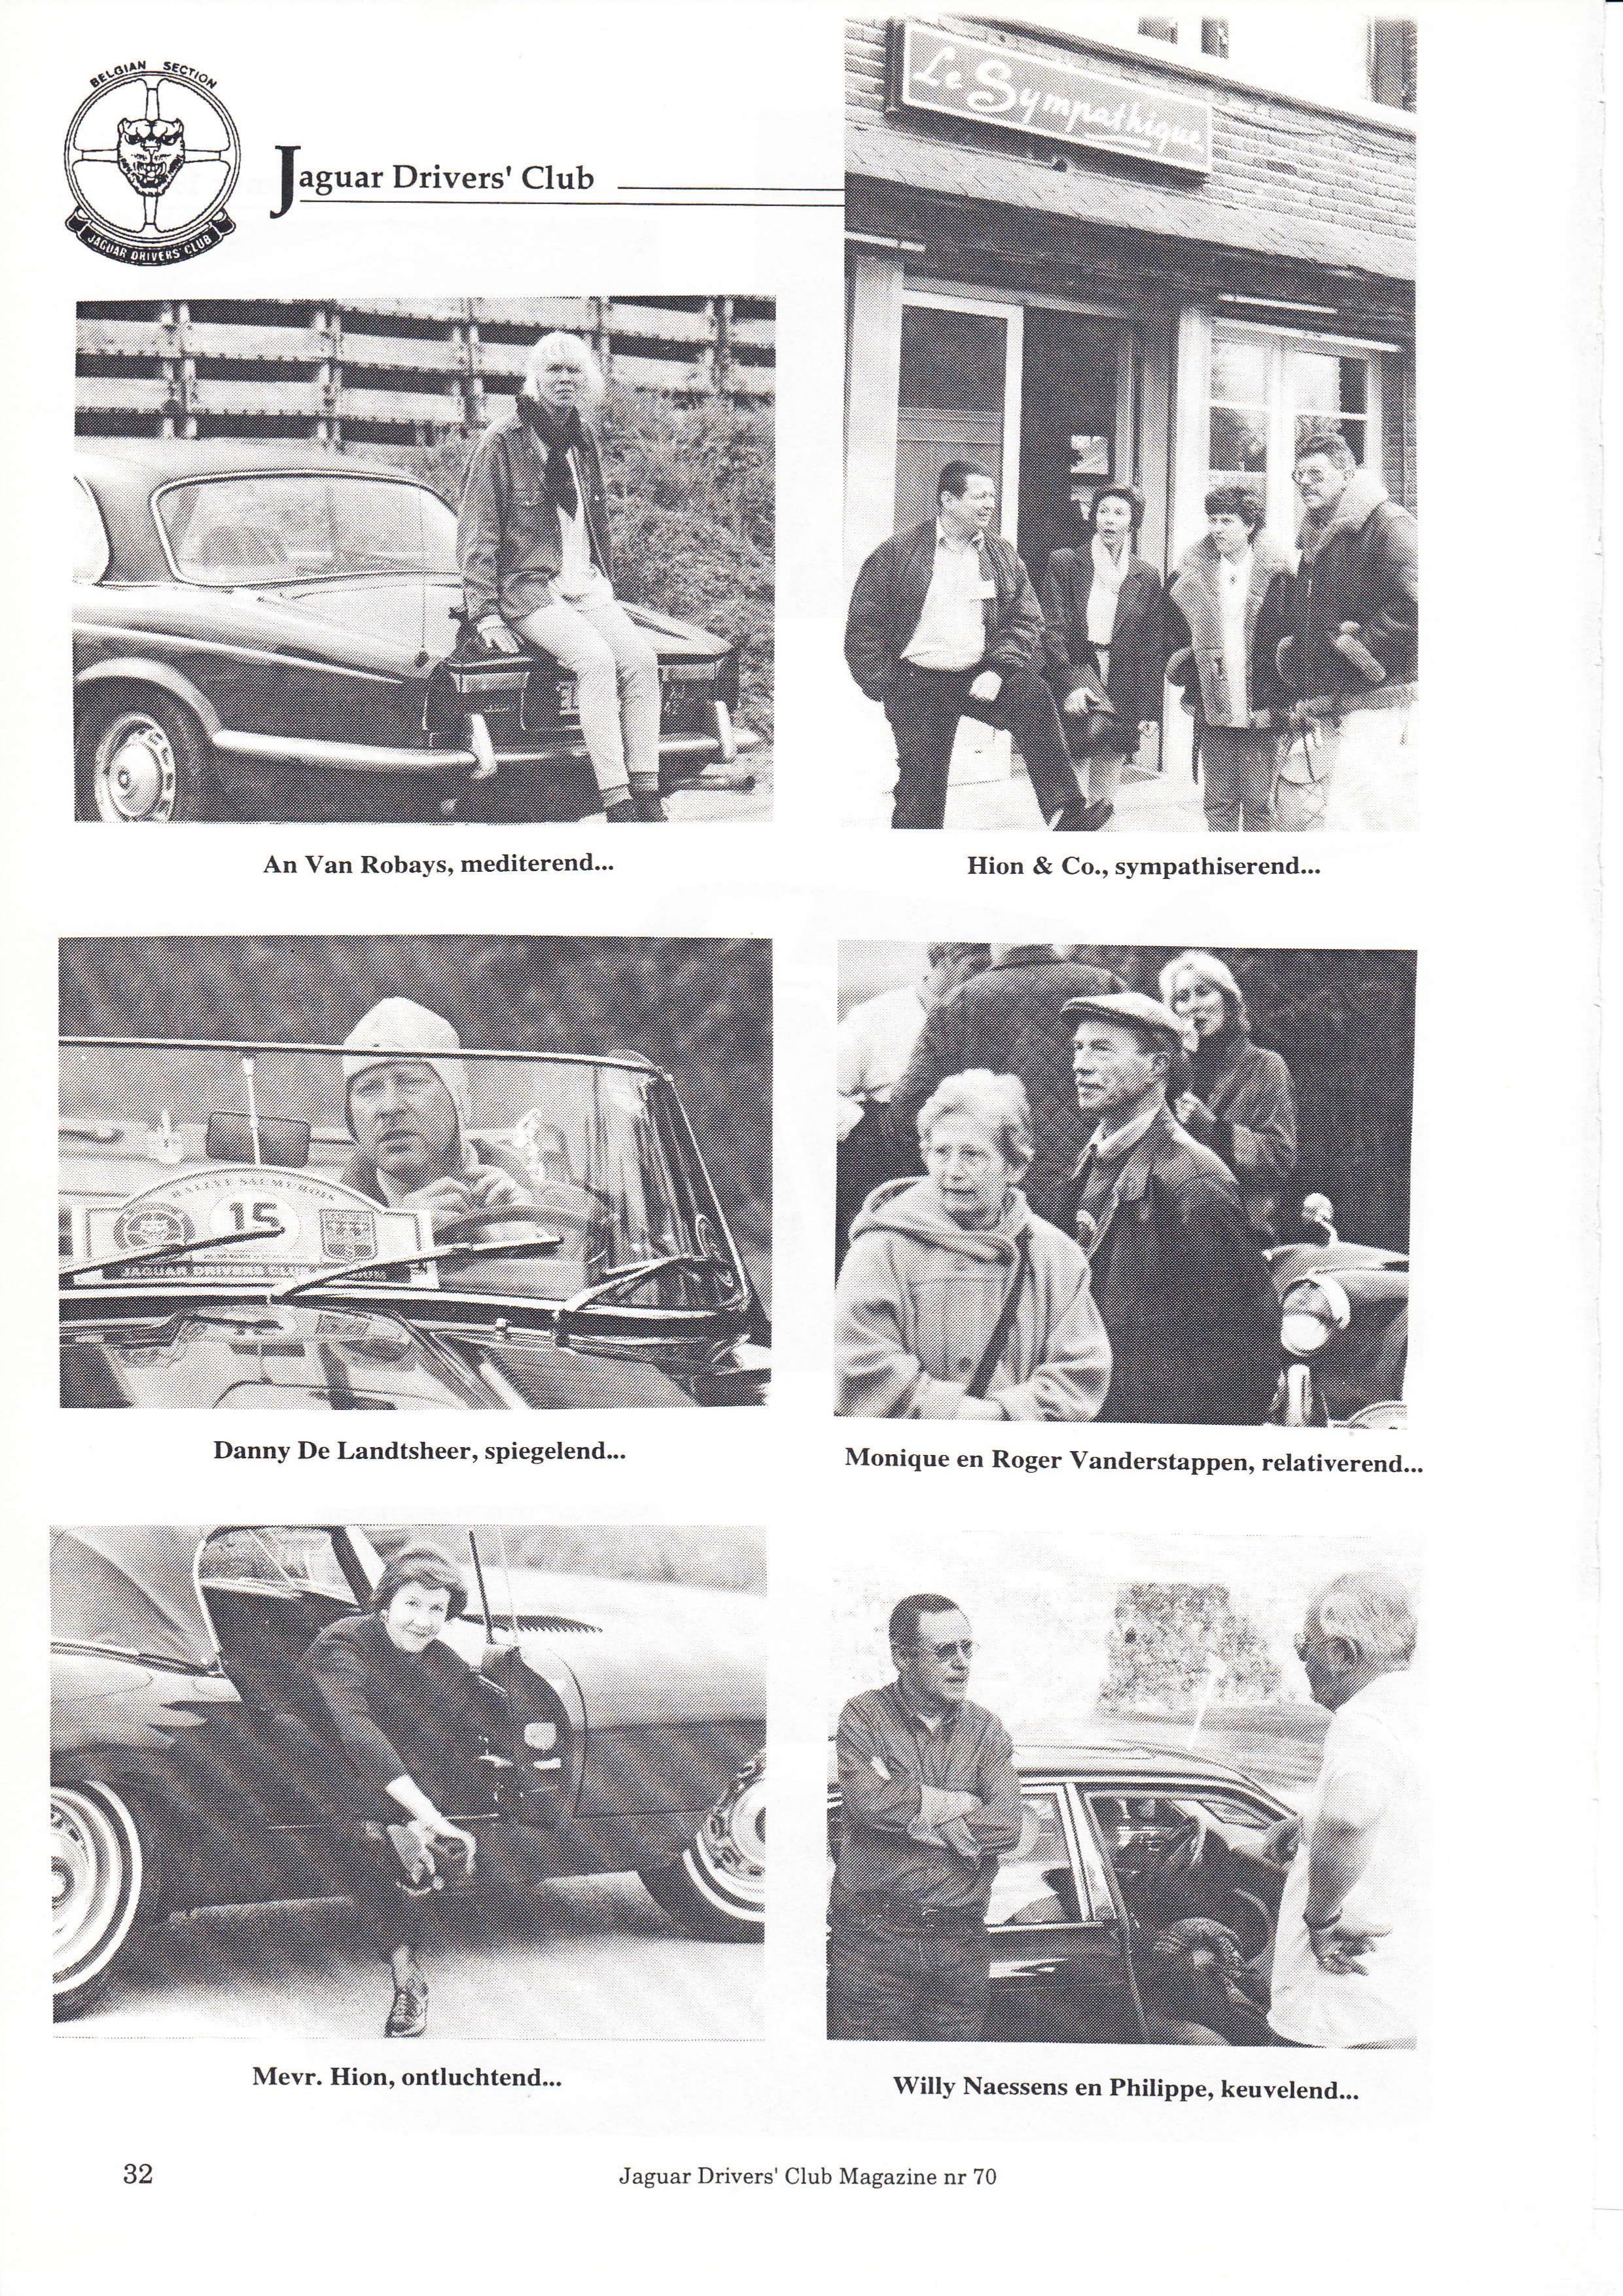 BELGIAN SECTION
JAGUAR DRIVERS' CLUB
Jaguar Drivers' Club
Le Sympathique
An Van Robays, mediterend...
Hion & Co., sympathiserend...
RALLYE SAUMUROIS
15
JAGUAR DRIVERS CLUB
Danny De Landtsheer, spiegelend...
Monique en Roger Vanderstappen, relativerend...
Mevr. Hion, ontluchtend...
Willy Naessens en Philippe, keuvelend...
32
Jaguar Drivers' Club Magazine nr 70